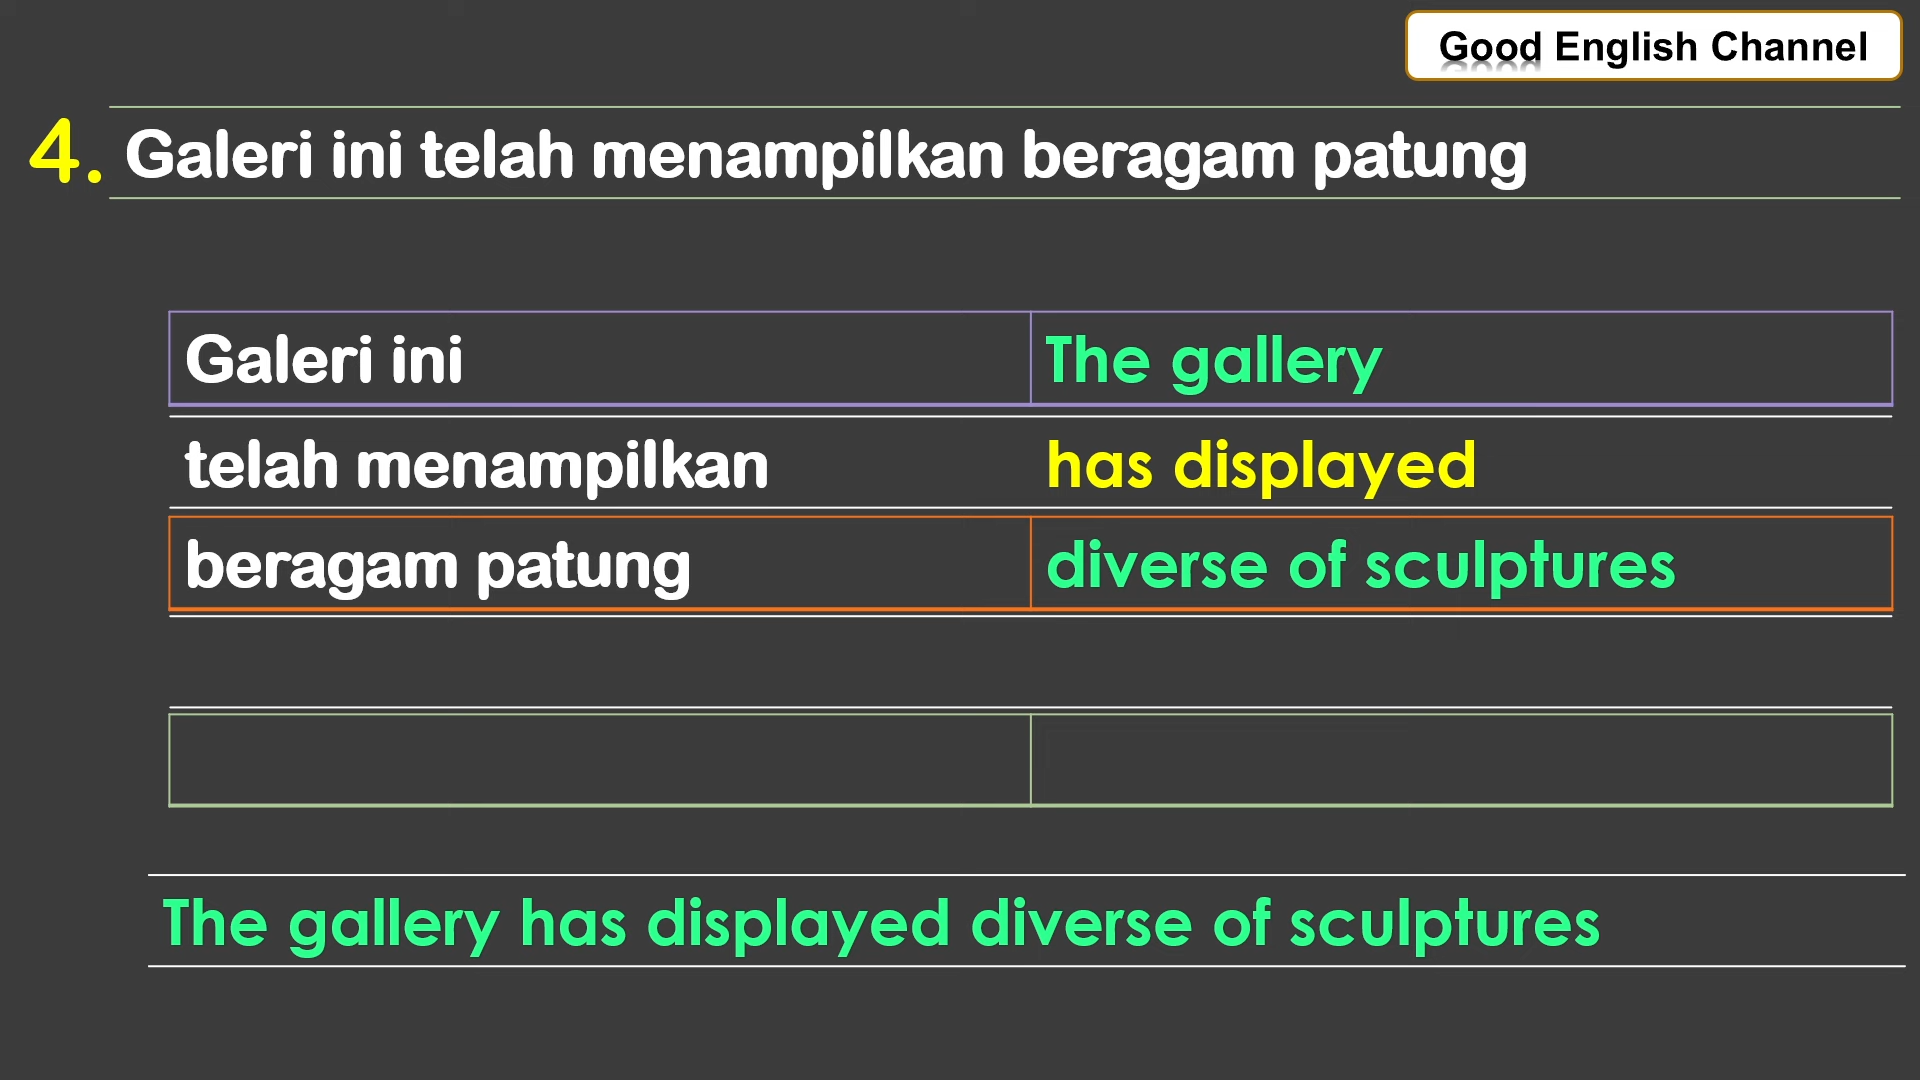 Good English Channel
4. Galeri ini telah menampilkan beragam patung
Galeri ini The gallery
telah menampilkan has displayed
beragam patung diverse of sculptures
The gallery has displayed diverse of sculptures